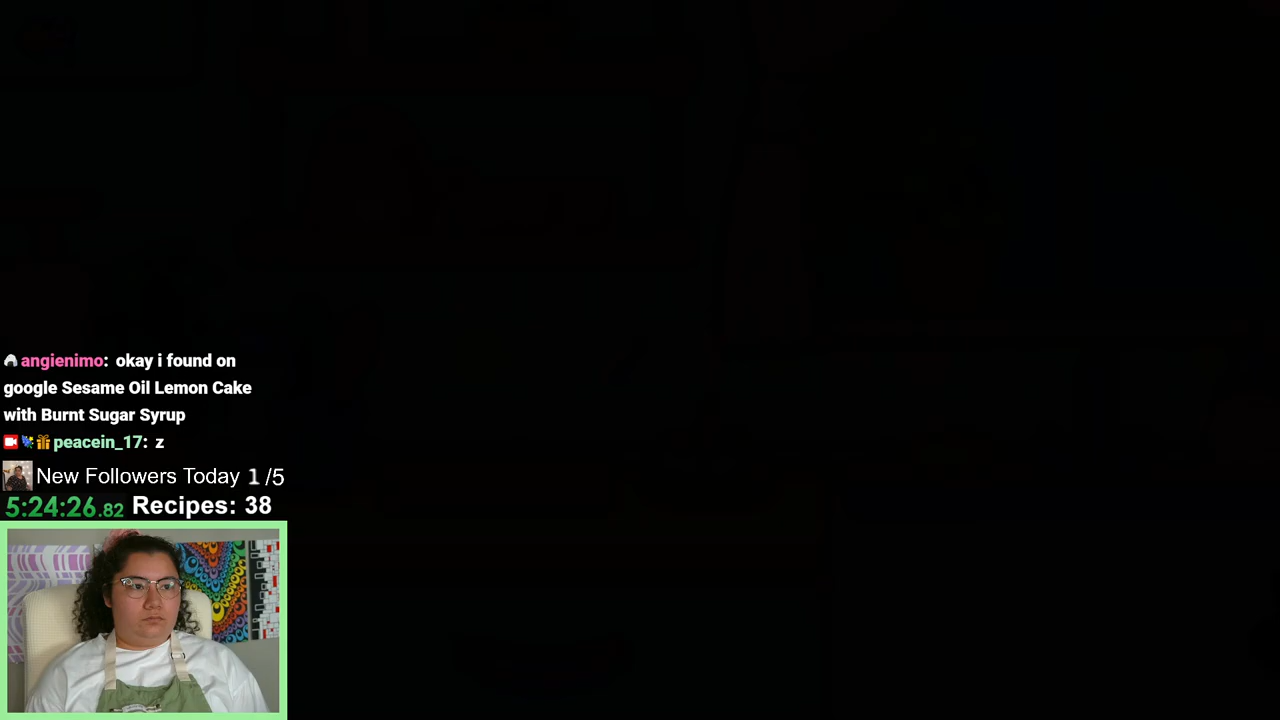 angienimo: okay i found on
google Sesame Oil Lemon Cake
with Burnt Sugar Syrup
peacein_17: z
New Followers Today 1/5
5:24:26.82 Recipes: 38